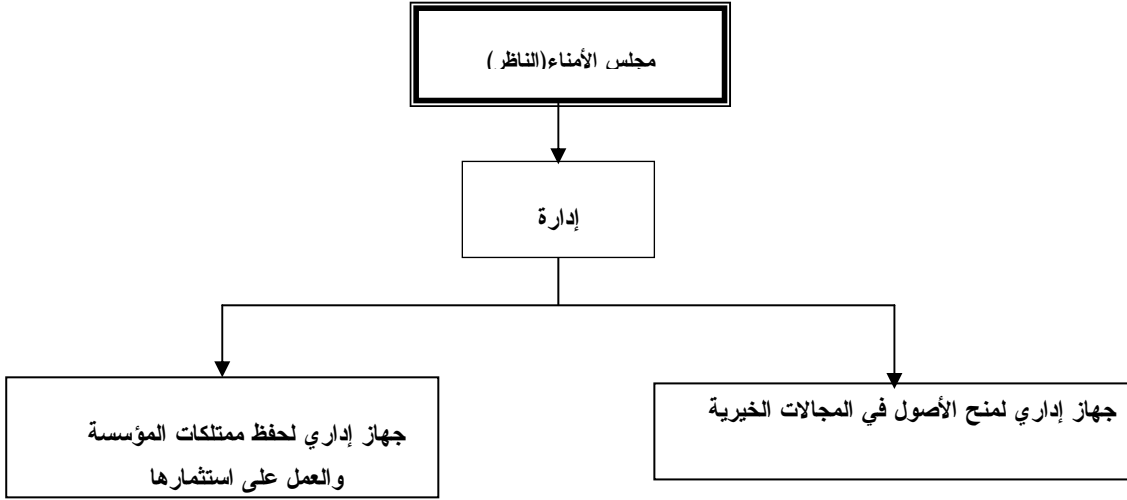 مجلس الأمناء(الناظر)
إدارة
جهاز إداري لمنح الأصول في المجالات الخيرية
جهاز إداري لحفظ ممتلكات المؤسسة
والعمل على استثمارها